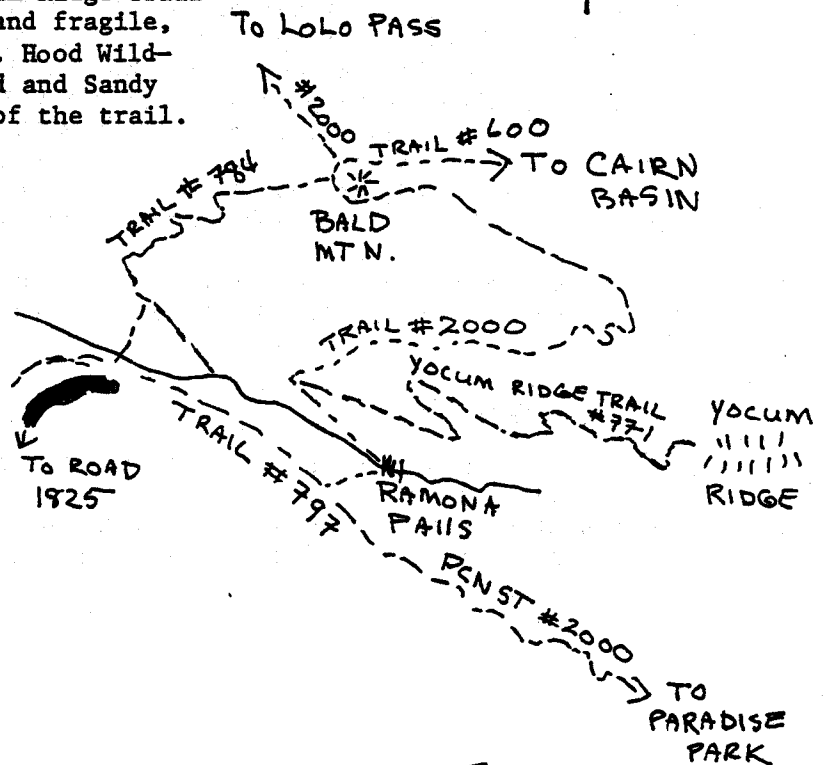 and fragile,
. Hood Wild-
and Sandy
of the trail.
TO LOLO PASS
#2000
TRAIL #600
TO CAIRN
BASIN
TRAIL # 784
BALD
MTN.
TRAIL #2000
YOCUM RIDGE TRAIL
#771
YOCUM
RIDGE
TO ROAD
1825
TRAIL # 797
RAMONA
FAllS
PCNST #2000
TO
PARADISE
PARK